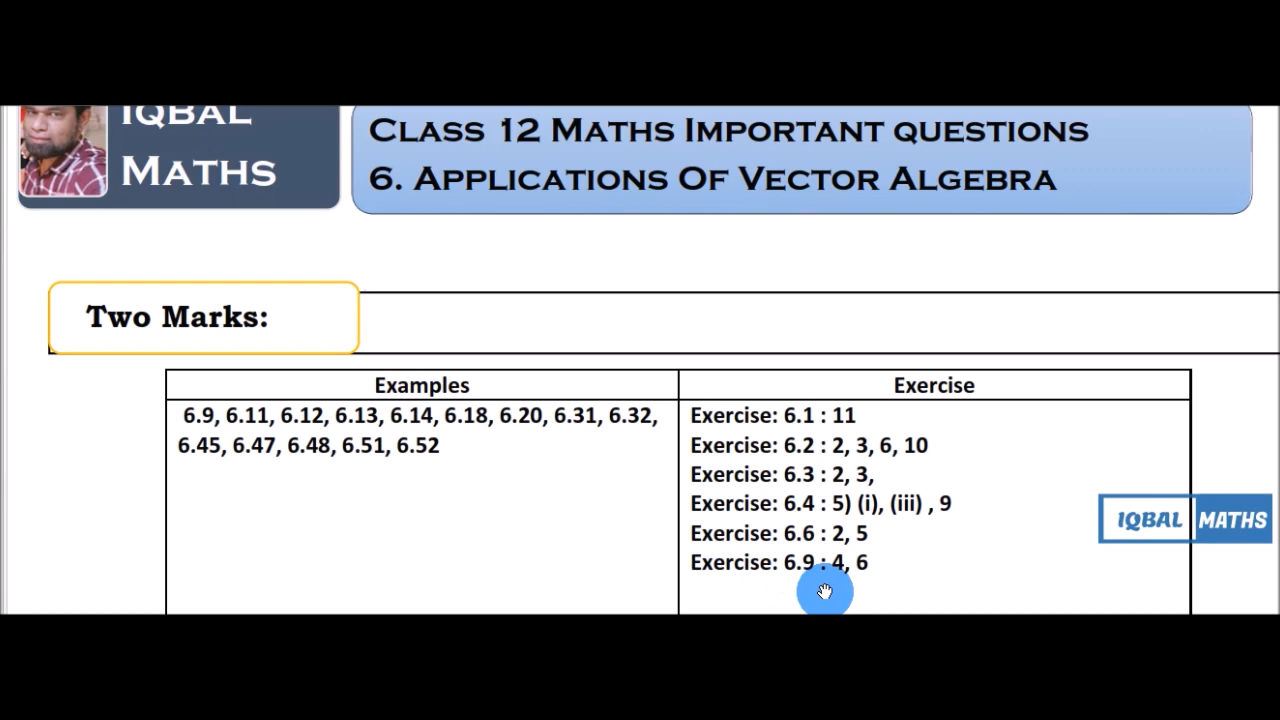 IQBAL
MATHS
CLASS 12 MATHS IMPORTANT QUESTIONS
6. APPLICATIONS OF VECTOR ALGEBRA
Two Marks:
Examples
6.9, 6.11, 6.12, 6.13, 6.14, 6.18, 6.20, 6.31, 6.32,
6.45, 6.47, 6.48, 6.51, 6.52
Exercise
Exercise: 6.1 : 11
Exercise: 6.2 : 2, 3, 6, 10
Exercise: 6.3 : 2, 3,
Exercise: 6.4 : 5) (i), (iii) , 9
Exercise: 6.6 : 2, 5
Exercise: 6.9 : 4, 6
IQBAL MATHS